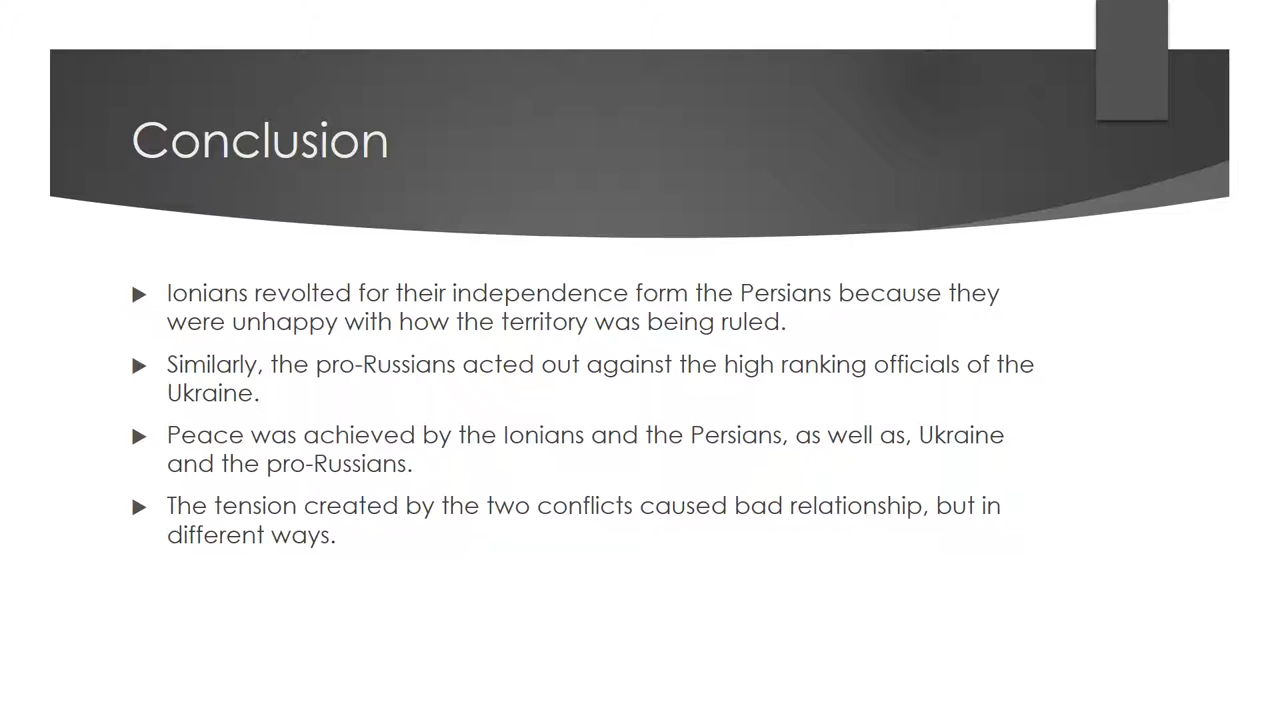 Conclusion
Ionians revolted for their independence form the Persians because they
were unhappy with how the territory was being ruled.
Similarly, the pro-Russians acted out against the high ranking officials of the
Ukraine.
Peace was achieved by the Ionians and the Persians, as well as, Ukraine
and the pro-Russians.
The tension created by the two conflicts caused bad relationship, but in
different ways.